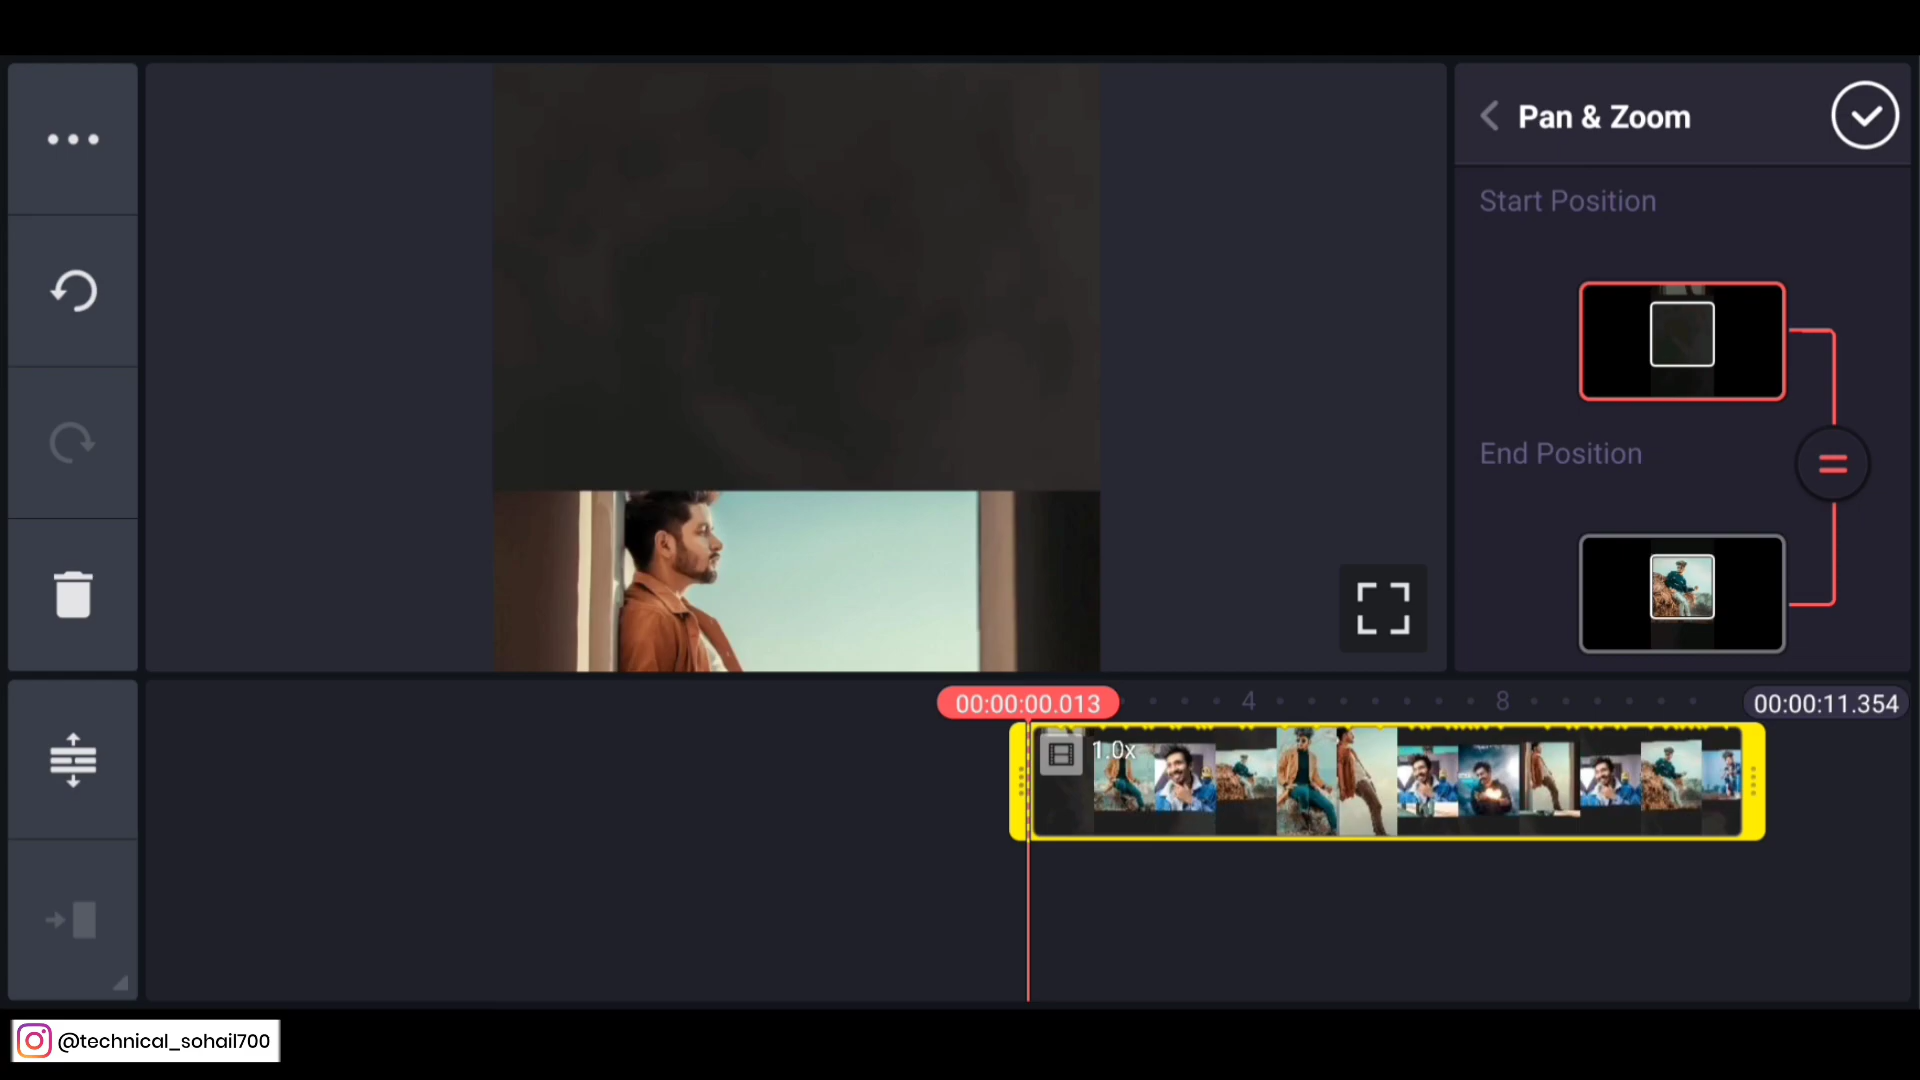 Pan & Zoom
Start Position
End Position
00:00:00.013
4
8
00:00:11.354
1.0x
@technical_sohail700